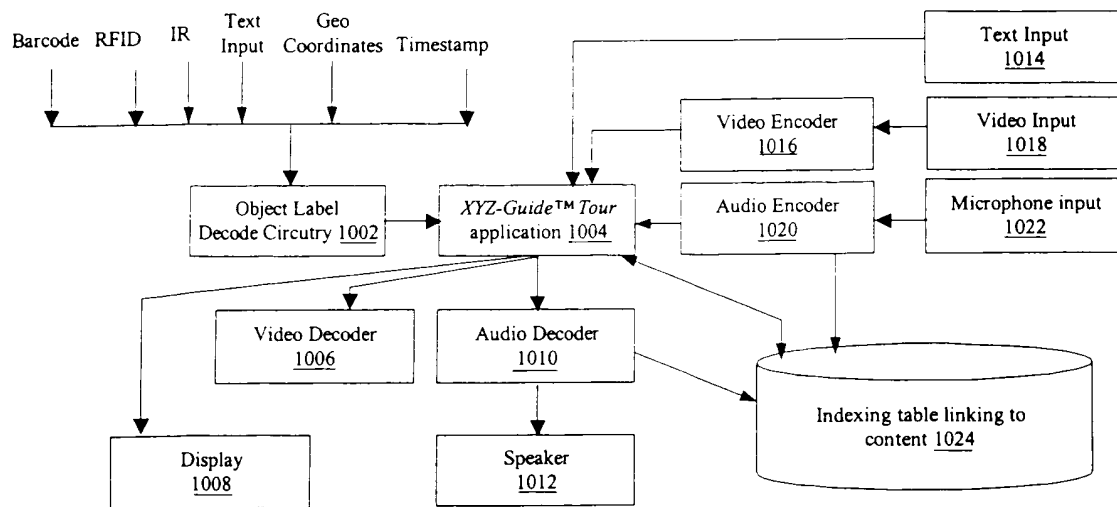 Barcode
RFID
IR
Text
Input
Geo
Coordinates
Timestamp
Text Input
1014
Video Encoder
1016
Video Input
1018
Object Label
Decode Circutry 1002
XYZ-Guide™ Tour
application 1004
Audio Encoder
1020
Microphone input
1022
Video Decoder
1006
Audio Decoder
1010
Indexing table linking to
content 1024
Display
1008
Speaker
1012